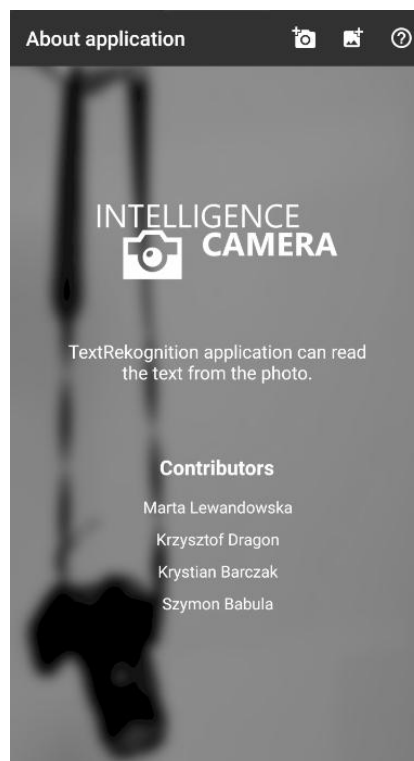 About application
INTELLIGENCE
CAMERA
TextRekognition application can read
the text from the photo.
Contributors
Marta Lewandowska
Krzysztof Dragon
Krystian Barczak
Szymon Babula